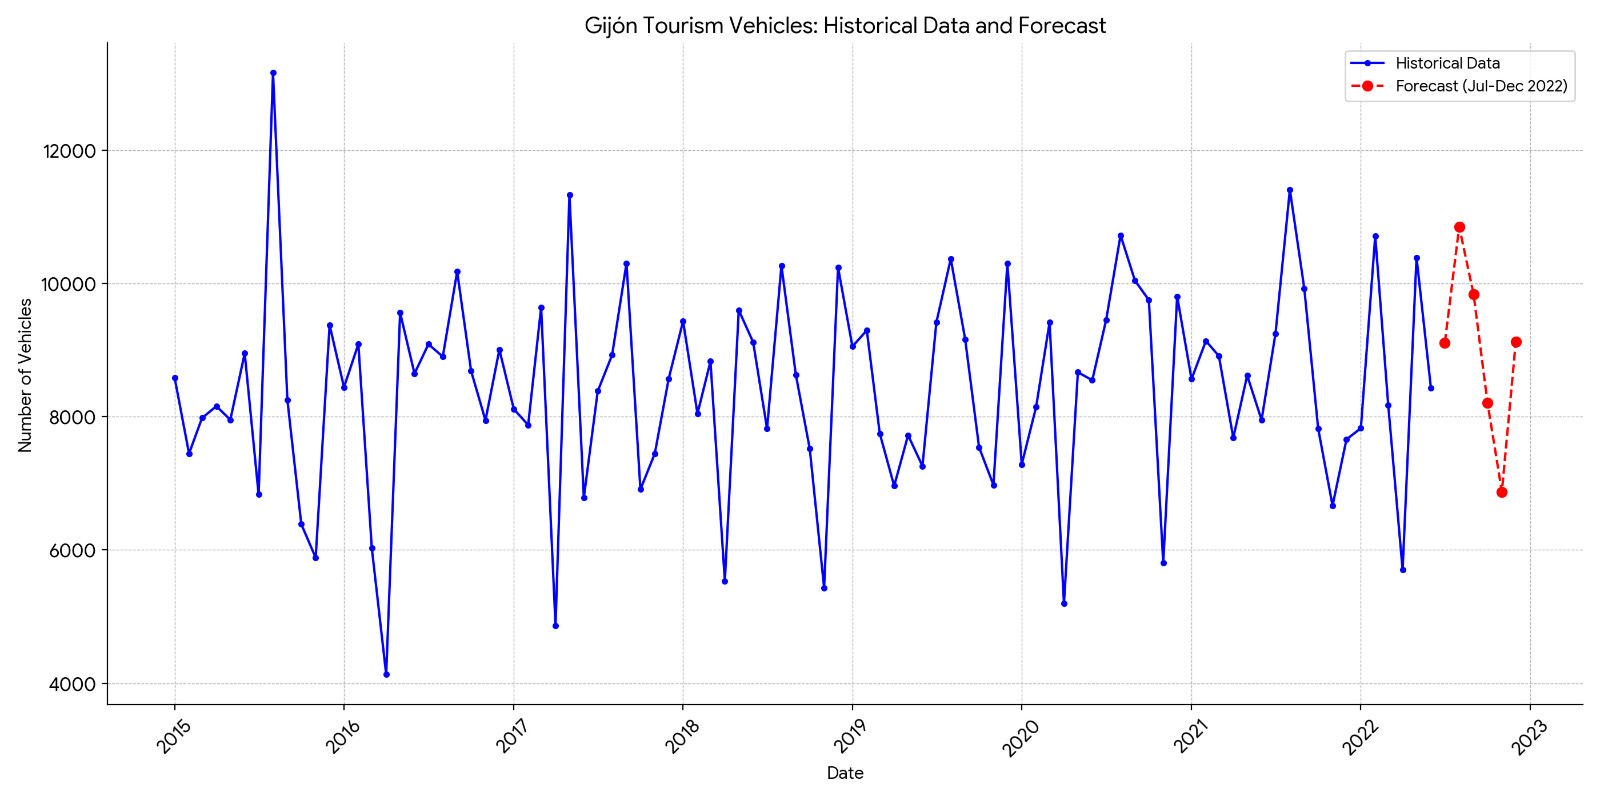 Gijón Tourism Vehicles: Historical Data and Forecast
Historical Data
Forecast (Jul-Dec 2022)
Number of Vehicles
12000
10000
8000
6000
4000
2015
2016
2017
2018
2019
2020
2021
2022
2023
Date